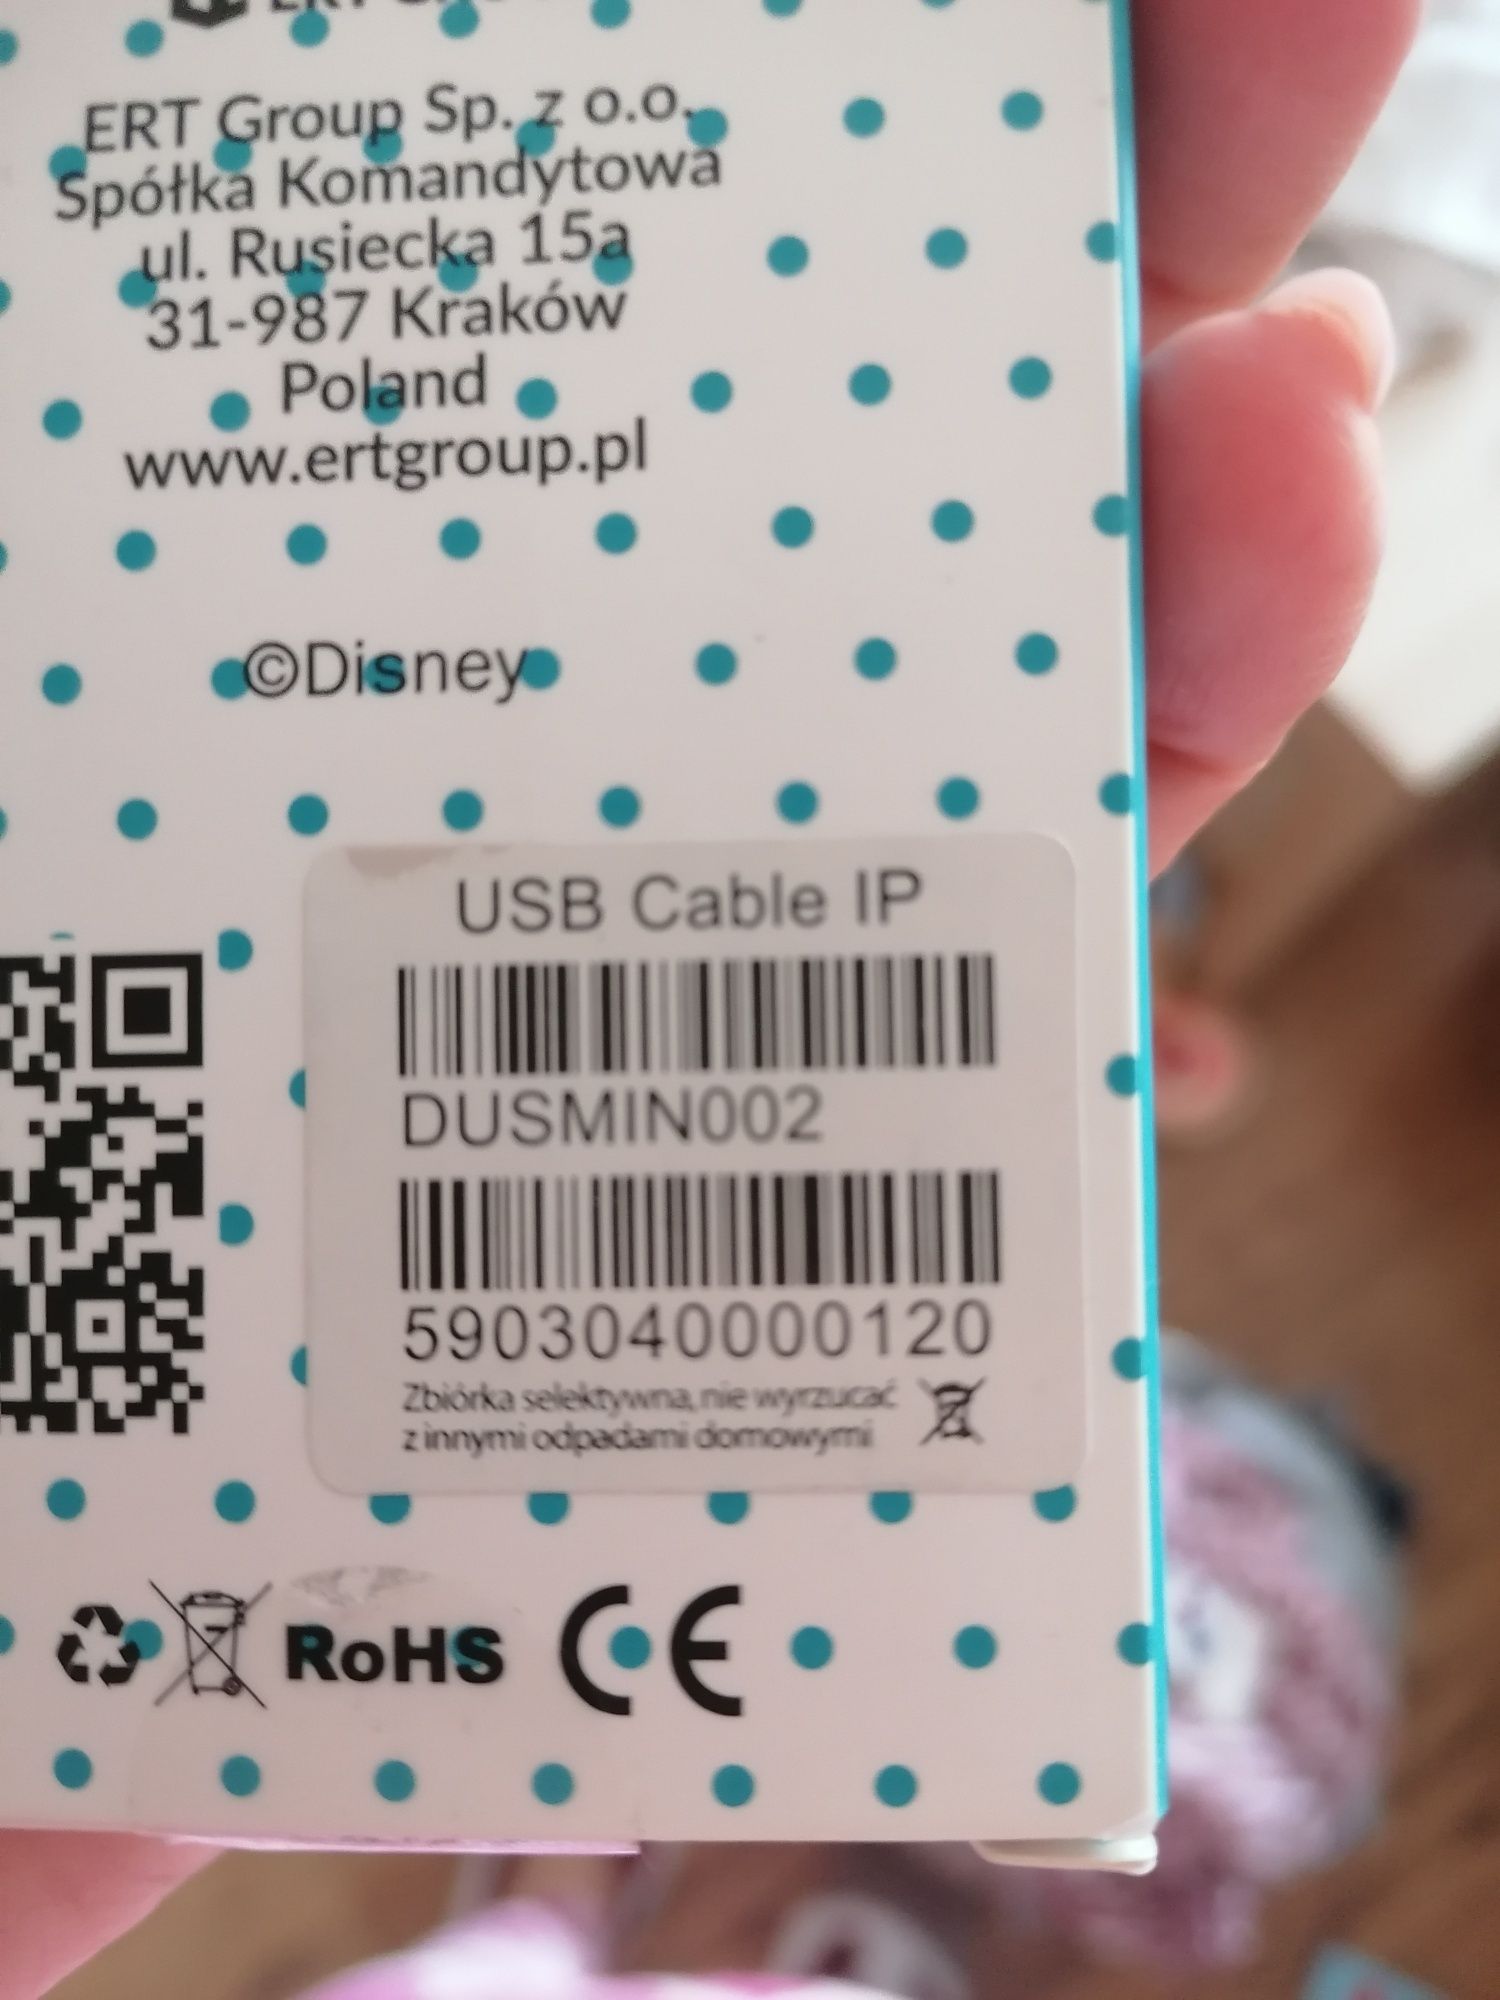 ERT Group Sp. z o.o.
Spółka Komandytowa
ul. Rusiecka 15a
31-987 Kraków
Poland
www.ertgroup.pl
©Disney
USB Cable IP
DUSMIN002
5903040000120
Zbiórka selektywna, nie wyrzucać
z innymi odpadami domowymi
RoHS CE